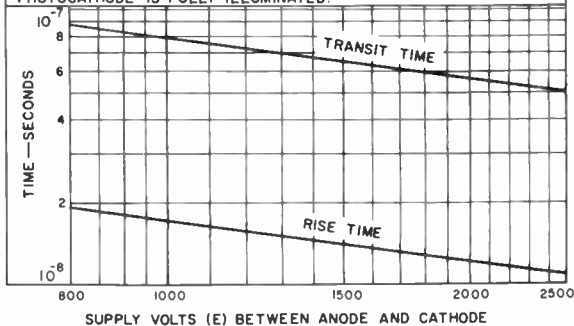 PHOTOCATHODE IS FULLY ILLUMINATED.
10⁻⁷
8
6
4
2
10⁻⁸
TIME—SECONDS
TRANSIT TIME
RISE TIME
800 1000 1500 2000 2500
SUPPLY VOLTS (E) BETWEEN ANODE AND CATHODE